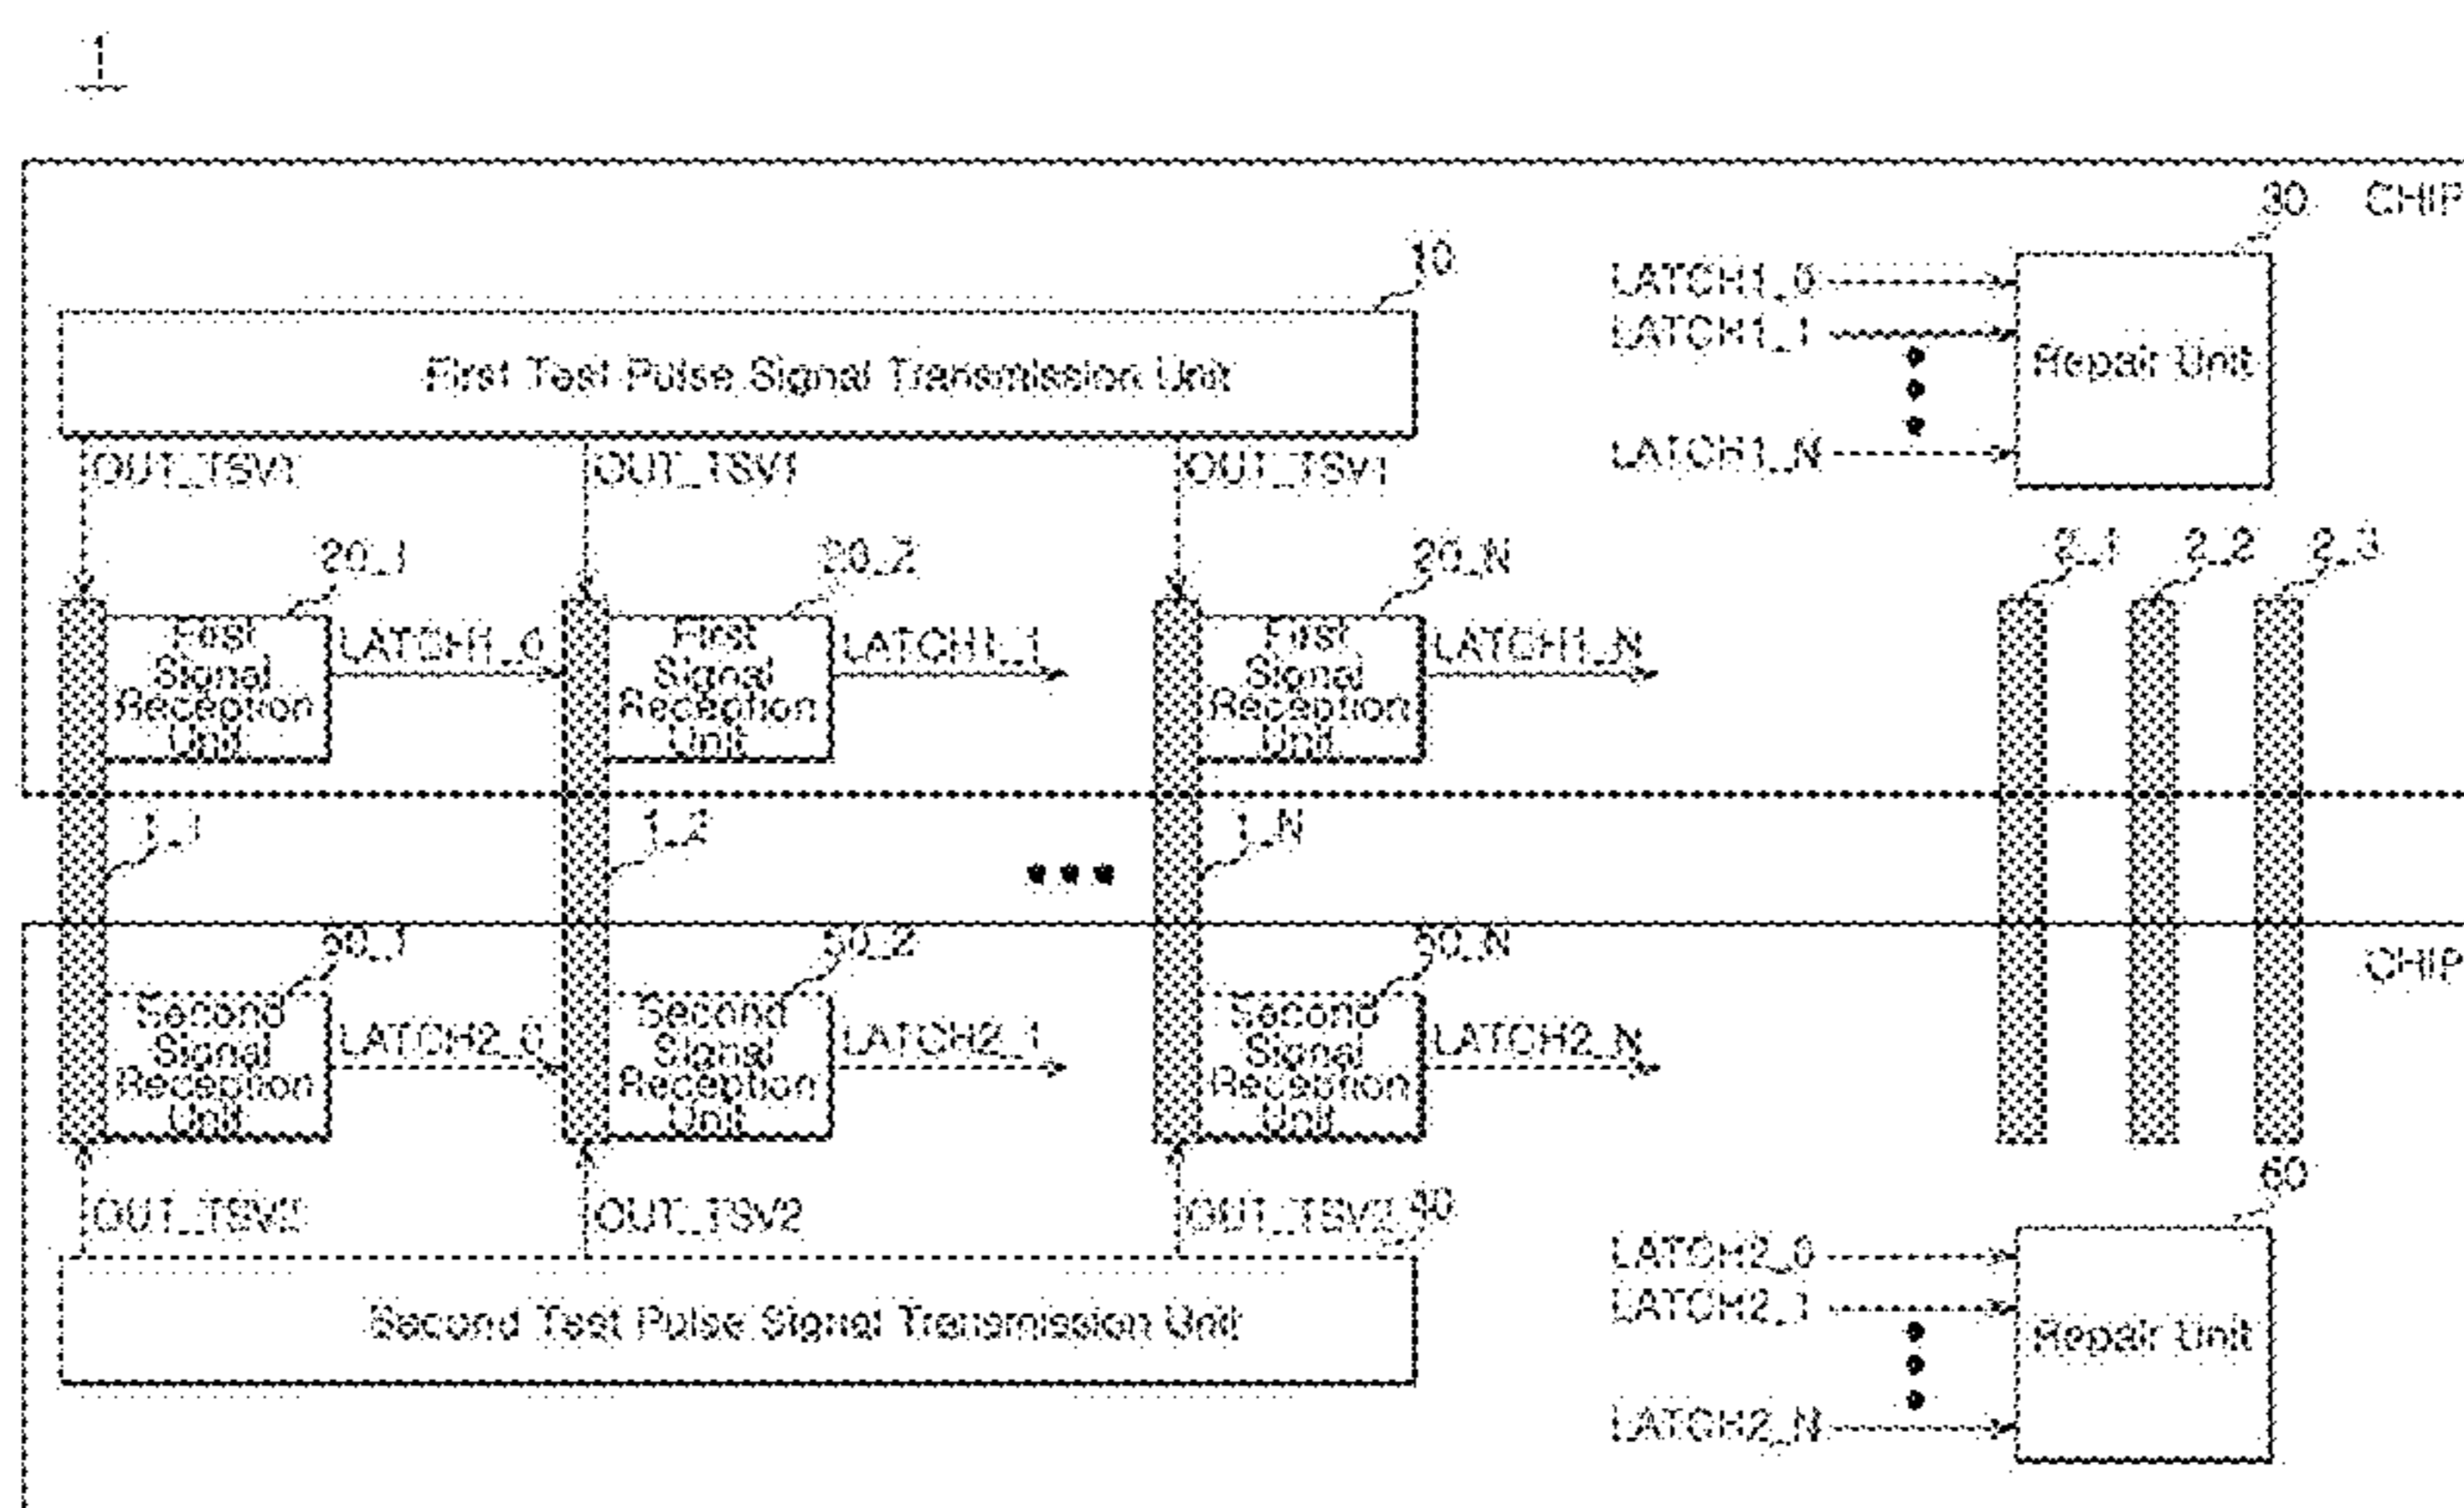 1
30 CHIP
10
LATCH1_0
LATCH1_1
First Test Pulse Signal Transmission Unit
Repair Unit
LATCH1_N
OUT_TSV1 OUT_TSV1 OUT_TSV1
20_1 20_2 20_N
2_1 2_2 2_3
First Signal Reception Unit
LATCH1_0
First Signal Reception Unit
LATCH1_1
First Signal Reception Unit
LATCH1_N
1_1 1_2 1_N
50_1 50_2 50_N
CHIP
Second Signal Reception Unit
LATCH2_0
Second Signal Reception Unit
LATCH2_1
Second Signal Reception Unit
LATCH2_N
OUT_TSV2 OUT_TSV2 OUT_TSV2 40
60
LATCH2_0
LATCH2_1
Second Test Pulse Signal Transmission Unit
Repair Unit
LATCH2_N